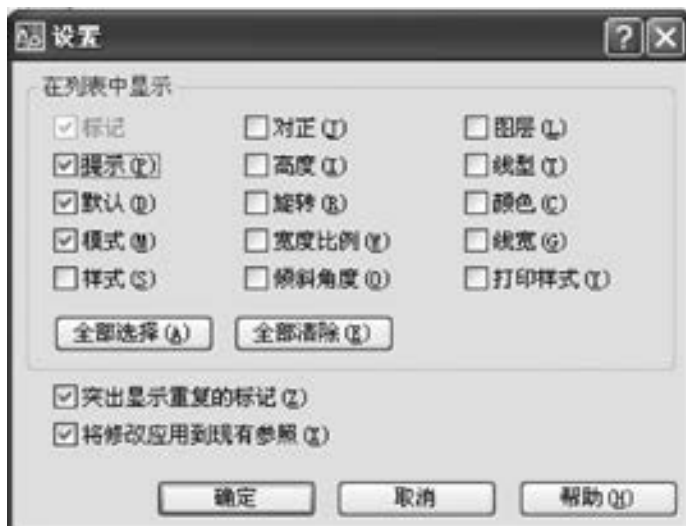 设置
在列表中显示
标记 对正(J) 图层(L)
提示(P) 高度(I) 线型(T)
默认(D) 旋转(R) 颜色(C)
模式(M) 宽度比例(W) 线宽(G)
样式(S) 倾斜角度(O) 打印样式(Y)
全部选择(A) 全部清除(E)
突出显示重复的标记(Z)
将修改应用到现有参照(X)
确定 取消 帮助(H)